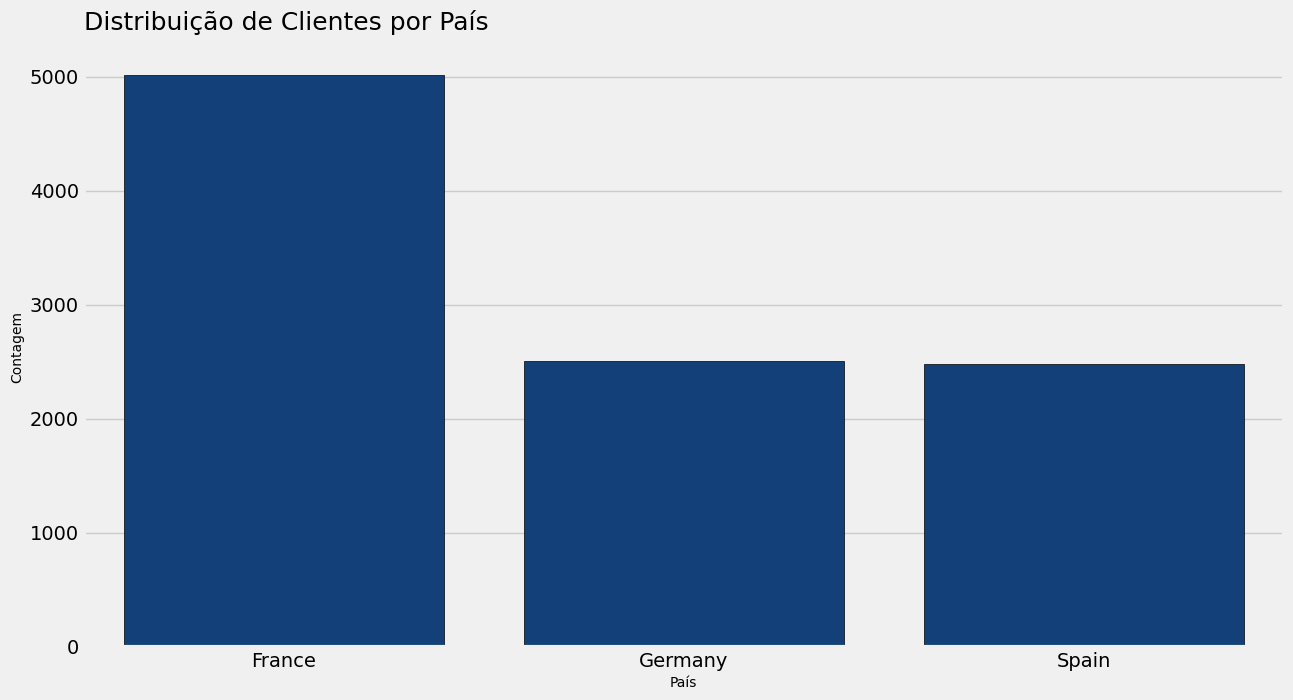 Distribuição de Clientes por País
5000
4000
3000
2000
1000
0
Contagem
France Germany Spain
País